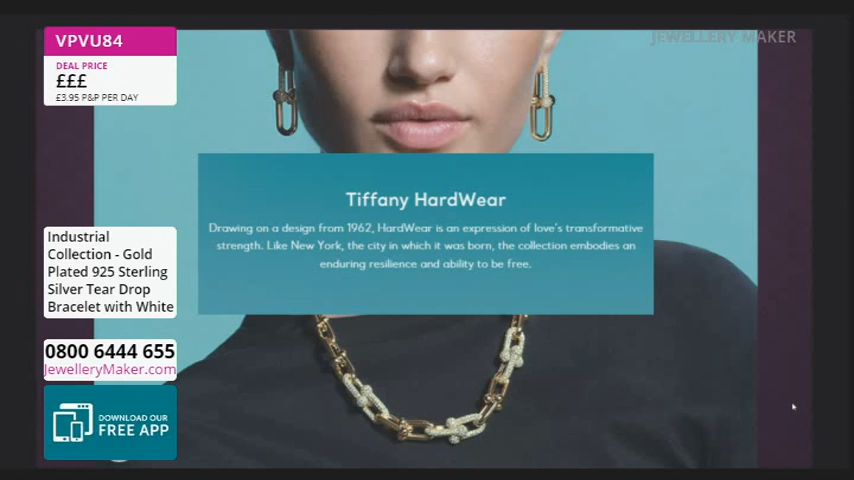 VPVU84
DEAL PRICE
£££
£3.95 P&P PER DAY
JEWELLERY MAKER
Tiffany HardWear
Drawing on a design from 1962, HardWear is an expression of love's transformative
strength. Like New York, the city in which it was born, the collection embodies an
enduring resilience and ability to be free.
Industrial
Collection - Gold
Plated 925 Sterling
Silver Tear Drop
Bracelet with White
0800 6444 655
JewelleryMaker.com
DOWNLOAD OUR
FREE APP